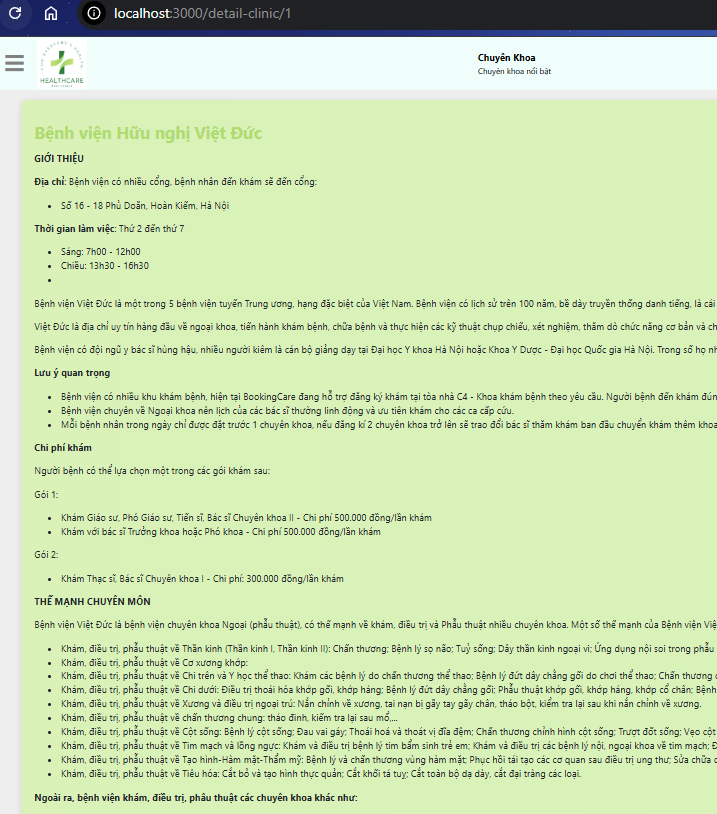 localhost:3000/detail-clinic/1
HEALTHCARE
Chuyên Khoa
Chuyên khoa nổi bật
Bệnh viện Hữu nghị Việt Đức
GIỚI THIỆU
Địa chỉ: Bệnh viện có nhiều cổng, bệnh nhân đến khám sẽ đến cổng:
Số 16 - 18 Phủ Doãn, Hoàn Kiếm, Hà Nội
Thời gian làm việc: Thứ 2 đến thứ 7
Sáng: 7h00 - 12h00
Chiều: 13h30 - 16h30
Bệnh viện Việt Đức là một trong 5 bệnh viện tuyến Trung ương, hạng đặc biệt của Việt Nam. Bệnh viện có lịch sử trên 100 năm, bề dày truyền thống danh tiếng, là cái
Việt Đức là địa chỉ uy tín hàng đầu về ngoại khoa, tiến hành khám bệnh, chữa bệnh và thực hiện các kỹ thuật chụp chiếu, xét nghiệm, thăm dò chức năng cơ bản và ch
Bệnh viện có đội ngũ y bác sĩ hùng hậu, nhiều người kiêm là cán bộ giảng dạy tại Đại học Y khoa Hà Nội hoặc Khoa Y Dược - Đại học Quốc gia Hà Nội. Trong số họ nh
Lưu ý quan trọng
Bệnh viện có nhiều khu khám bệnh, hiện tại BookingCare đang hỗ trợ đăng ký khám tại tòa nhà C4 - Khoa khám bệnh theo yêu cầu. Người bệnh đến khám đún
Bệnh viện chuyên về Ngoại khoa nên lịch của các bác sĩ thường linh động và ưu tiên khám cho các ca cấp cứu.
Mỗi bệnh nhân trong ngày chỉ được đặt trước 1 chuyên khoa, nếu đăng kí 2 chuyên khoa trở lên sẽ trao đổi bác sĩ thăm khám ban đầu chuyển khám thêm khoa
Chi phí khám
Người bệnh có thể lựa chọn một trong các gói khám sau:
Gói 1:
Khám Giáo sư, Phó Giáo sư, Tiến sĩ, Bác sĩ Chuyên khoa II - Chi phí 500.000 đồng/lần khám
Khám với bác sĩ Trưởng khoa hoặc Phó khoa - Chi phí 500.000 đồng/lần khám
Gói 2:
Khám Thạc sĩ, Bác sĩ Chuyên khoa I - Chi phí: 300.000 đồng/lần khám
THẾ MẠNH CHUYÊN MÔN
Bệnh viện Việt Đức là bệnh viện chuyên khoa Ngoại (phẫu thuật), có thế mạnh về khám, điều trị và Phẫu thuật nhiều chuyên khoa. Một số thế mạnh của Bệnh viện Việ
Khám, điều trị, phẫu thuật về Thần kinh (Thần kinh I, Thần kinh II): Chấn thương; Bệnh lý sọ não; Tuỷ sống; Dây thần kinh ngoại vi; Ứng dụng nội soi trong phẫu
Khám, điều trị, phẫu thuật về Cơ xương khớp:
Khám, điều trị, phẫu thuật về Chi trên và Y học thể thao: Khám các bệnh lý do chấn thương thể thao; Bệnh lý đứt dây chằng gối do chơi thể thao; Chấn thương c
Khám, điều trị, phẫu thuật về Chi dưới: Điều trị thoái hóa khớp gối, khớp háng; Bệnh lý đứt dây chằng gối; Phẫu thuật khớp gối, khớp háng, khớp cổ chân; Bệnh
Khám, điều trị, phẫu thuật về Xương và điều trị ngoại trú: Nắn chỉnh về xương, tai nạn bị gãy tay gãy chân, tháo bột, kiểm tra lại sau khi nắn chỉnh về xương.
Khám, điều trị, phẫu thuật về chấn thương chung: tháo đinh, kiểm tra lại sau mổ,...
Khám, điều trị, phẫu thuật về Cột sống: Bệnh lý cột sống; Đau vai gáy; Thoái hoá và thoát vị đĩa đệm; Chấn thương chỉnh hình cột sống; Trượt đốt sống; Vẹo cột
Khám, điều trị, phẫu thuật về Tim mạch và lồng ngực: Khám và điều trị bệnh lý tim bẩm sinh trẻ em; Khám và điều trị các bệnh lý nội, ngoại khoa về tim mạch; Đ
Khám, điều trị, phẫu thuật về Tạo hình-Hàm mặt-Thẩm mỹ: Bệnh lý và chấn thương vùng hàm mặt; Phục hồi tái tạo các cơ quan sau điều trị ung thư; Sửa chữa c
Khám, điều trị, phẫu thuật về Tiêu hóa: Cắt bỏ và tạo hình thực quản; Cắt khối tá tuỵ; Cắt toàn bộ dạ dày, cắt đại tràng các loại.
Ngoài ra, bệnh viện khám, điều trị, phẫu thuật các chuyên khoa khác như: